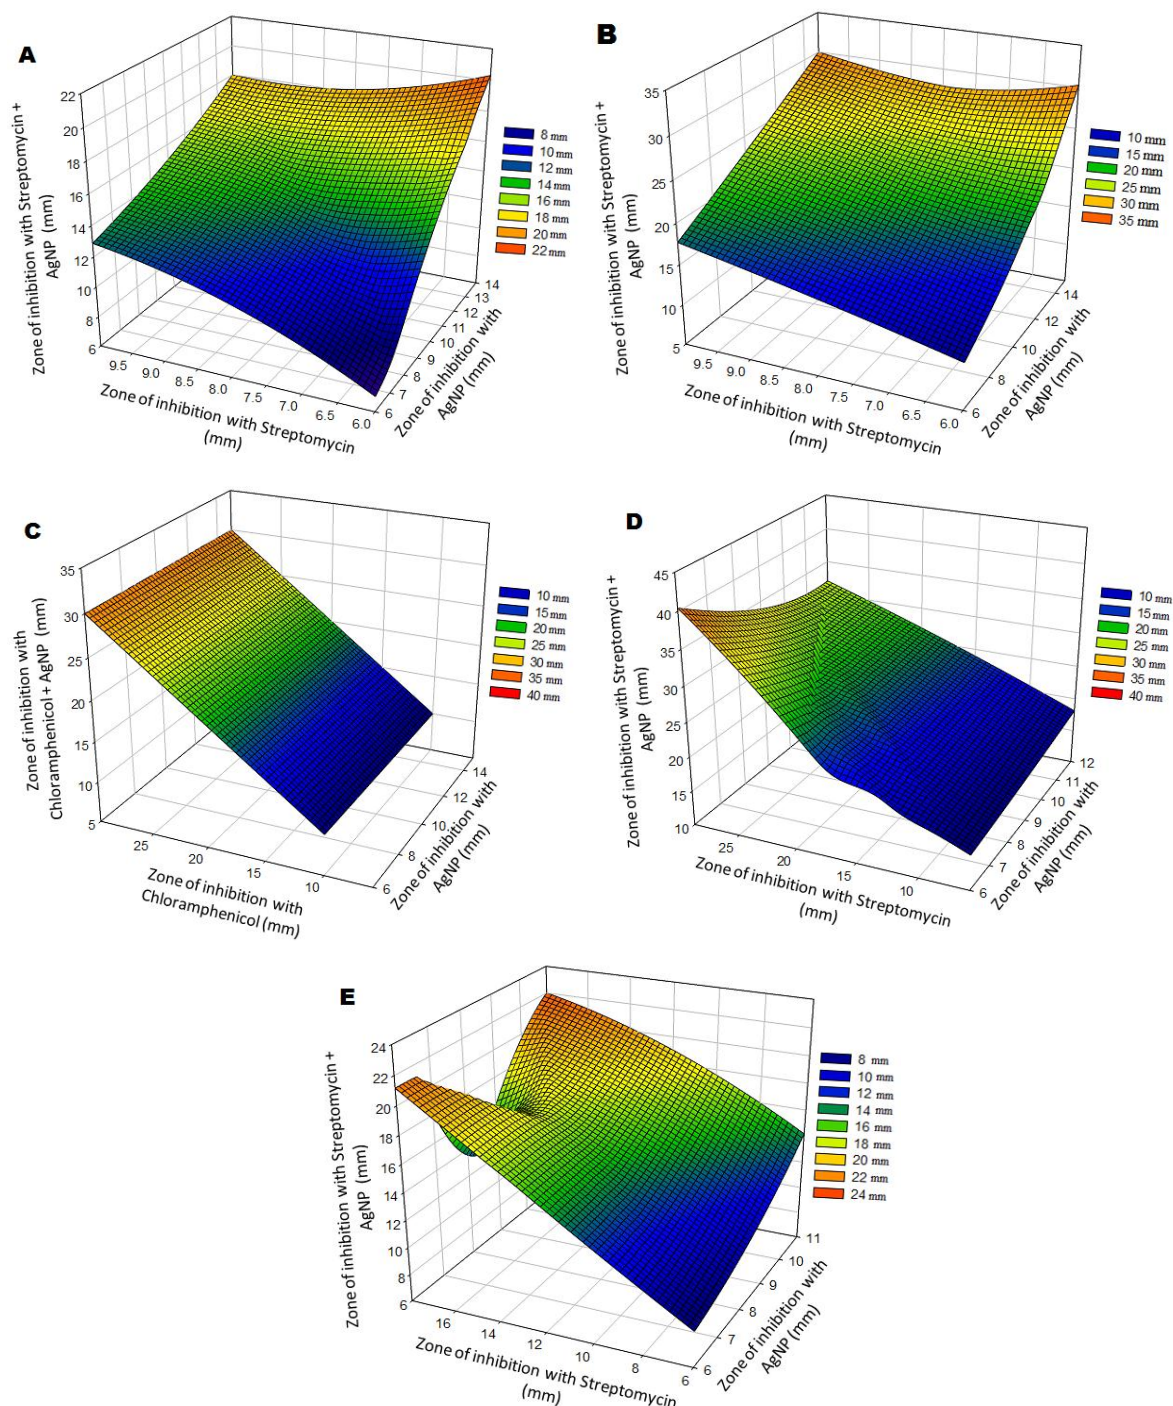 A
Zone of inhibition with Streptomycin +
AgNP (mm)
22
20
18
16
14
12
10
8
6
9.5
9.0
8.5
8.0
7.5
7.0
6.5
6.0
Zone of inhibition with Streptomycin
(mm)
6
7
8
9
10
11
12
13
14
Zone of inhibition with
AgNP (mm)
8 mm
10 mm
12 mm
14 mm
16 mm
18 mm
20 mm
22 mm
B
Zone of inhibition with Streptomycin +
AgNP (mm)
35
30
25
20
15
10
5
9.5
9.0
8.5
8.0
7.5
7.0
6.5
6.0
Zone of inhibition with Streptomycin
(mm)
6
8
10
12
14
Zone of inhibition with
AgNP (mm)
10 mm
15 mm
20 mm
25 mm
30 mm
35 mm
C
Zone of inhibition with
Chloramphenicol + AgNP (mm)
35
30
25
20
15
10
5
25
20
15
10
Zone of inhibition with
Chloramphenicol (mm)
6
8
10
12
14
Zone of inhibition with
AgNP (mm)
10 mm
15 mm
20 mm
25 mm
30 mm
35 mm
40 mm
D
Zone of inhibition with Streptomycin +
AgNP (mm)
45
40
35
30
25
20
15
10
25
20
15
10
Zone of inhibition with Streptomycin
(mm)
6
7
8
9
10
11
12
Zone of inhibition with
AgNP (mm)
10 mm
15 mm
20 mm
25 mm
30 mm
35 mm
40 mm
E
Zone of inhibition with Streptomycin +
AgNP (mm)
24
22
20
18
16
14
12
10
8
6
16
14
12
10
8
6
Zone of inhibition with Streptomycin
(mm)
6
7
8
9
10
11
Zone of inhibition with
AgNP (mm)
8 mm
10 mm
12 mm
14 mm
16 mm
18 mm
20 mm
22 mm
24 mm